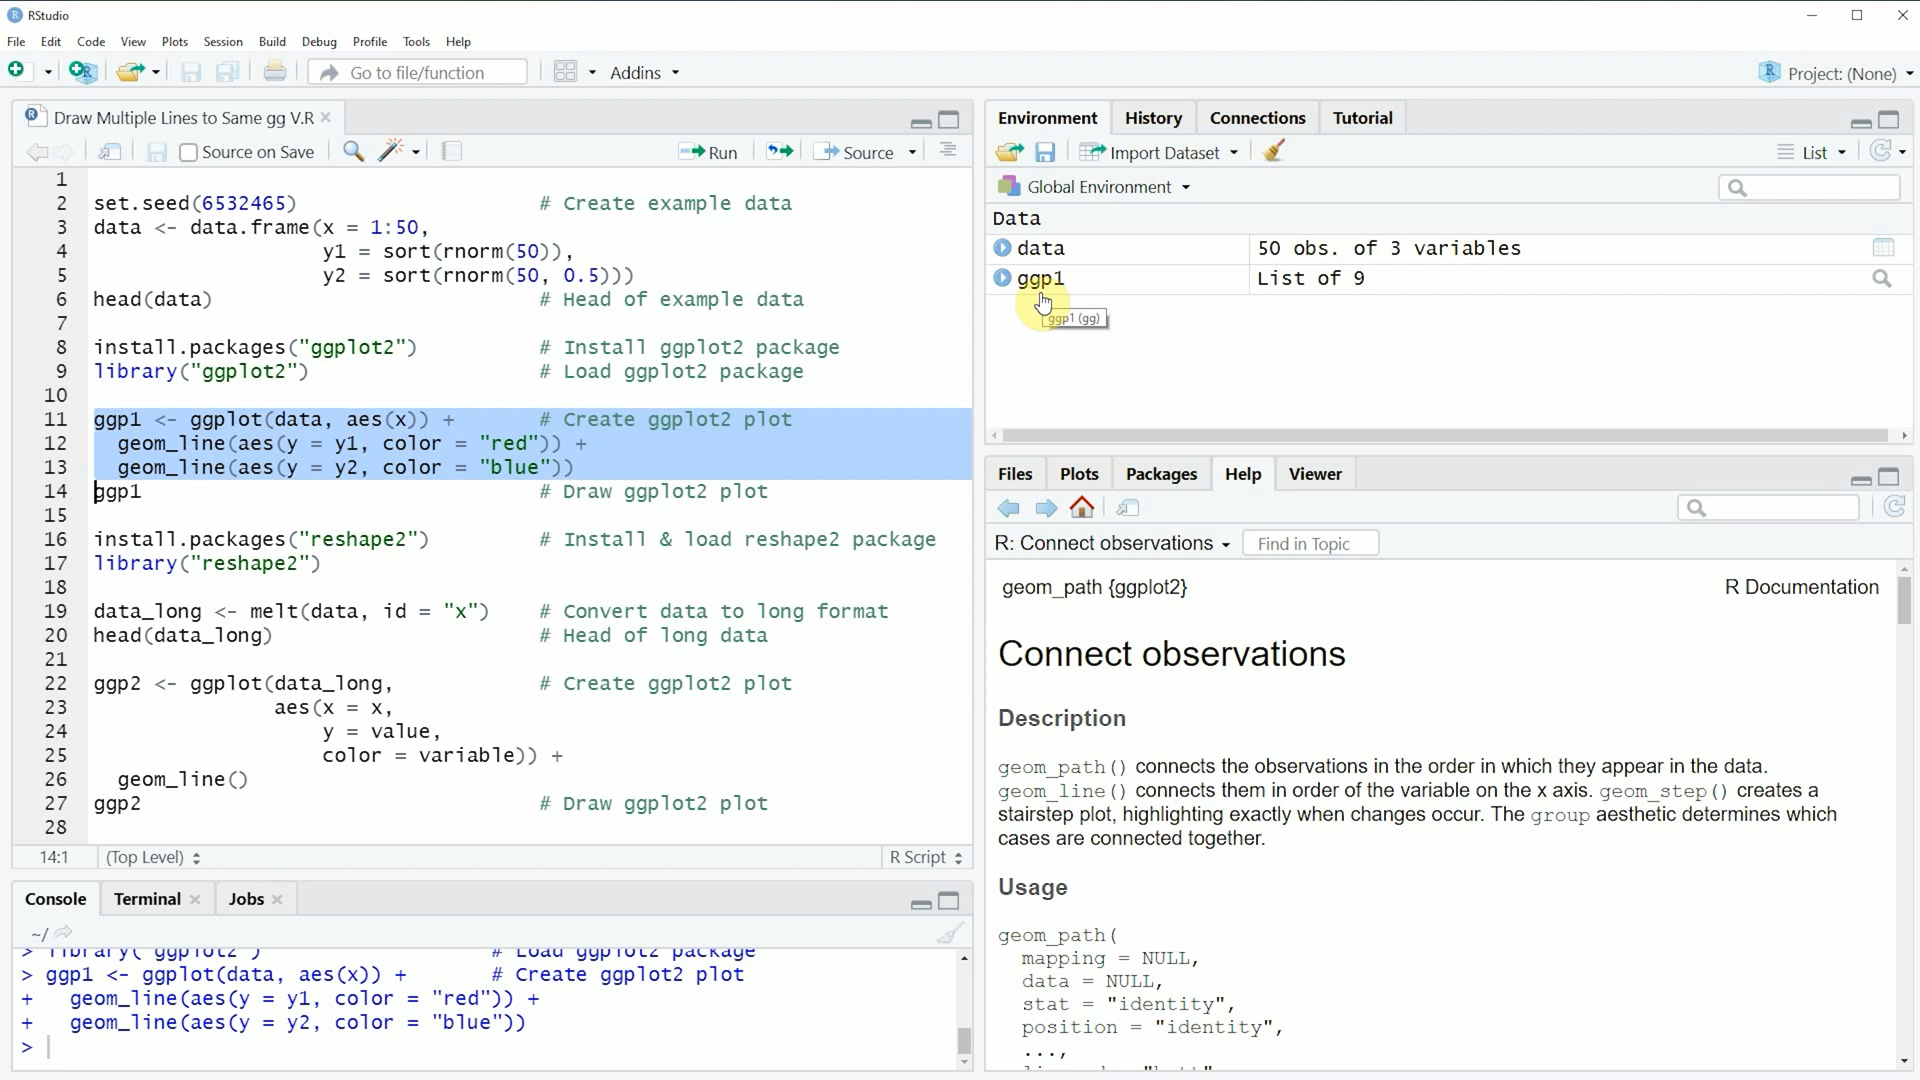 RStudio
File Edit Code View Plots Session Build Debug Profile Tools Help
Go to file/function Addins Project: (None)
Draw Multiple Lines to Same gg V.R
Source on Save Run Source
1
2 set.seed(6532465) # Create example data
3 data <- data.frame(x = 1:50,
4 y1 = sort(rnorm(50)),
5 y2 = sort(rnorm(50, 0.5)))
6 head(data) # Head of example data
7
8 install.packages("ggplot2") # Install ggplot2 package
9 library("ggplot2") # Load ggplot2 package
10
11 ggp1 <- ggplot(data, aes(x)) + # Create ggplot2 plot
12 geom_line(aes(y = y1, color = "red")) +
13 geom_line(aes(y = y2, color = "blue"))
14 ggp1 # Draw ggplot2 plot
15
16 install.packages("reshape2") # Install & load reshape2 package
17 library("reshape2")
18
19 data_long <- melt(data, id = "x") # Convert data to long format
20 head(data_long) # Head of long data
21
22 ggp2 <- ggplot(data_long, # Create ggplot2 plot
23 aes(x = x,
24 y = value,
25 color = variable)) +
26 geom_line()
27 ggp2 # Draw ggplot2 plot
28
14:1 (Top Level) R Script
Console Terminal Jobs
~/
> library("ggplot2") # Load ggplot2 package
> ggp1 <- ggplot(data, aes(x)) + # Create ggplot2 plot
+ geom_line(aes(y = y1, color = "red")) +
+ geom_line(aes(y = y2, color = "blue"))
>
Environment History Connections Tutorial
Import Dataset List
Global Environment
Data
data 50 obs. of 3 variables
ggp1 List of 9
ggp1 (gg)
Files Plots Packages Help Viewer
R: Connect observations Find in Topic
geom_path {ggplot2} R Documentation
Connect observations
Description
geom_path() connects the observations in the order in which they appear in the data.
geom_line() connects them in order of the variable on the x axis. geom_step() creates a
stairstep plot, highlighting exactly when changes occur. The group aesthetic determines which
cases are connected together.
Usage
geom_path(
mapping = NULL,
data = NULL,
stat = "identity",
position = "identity",
...,